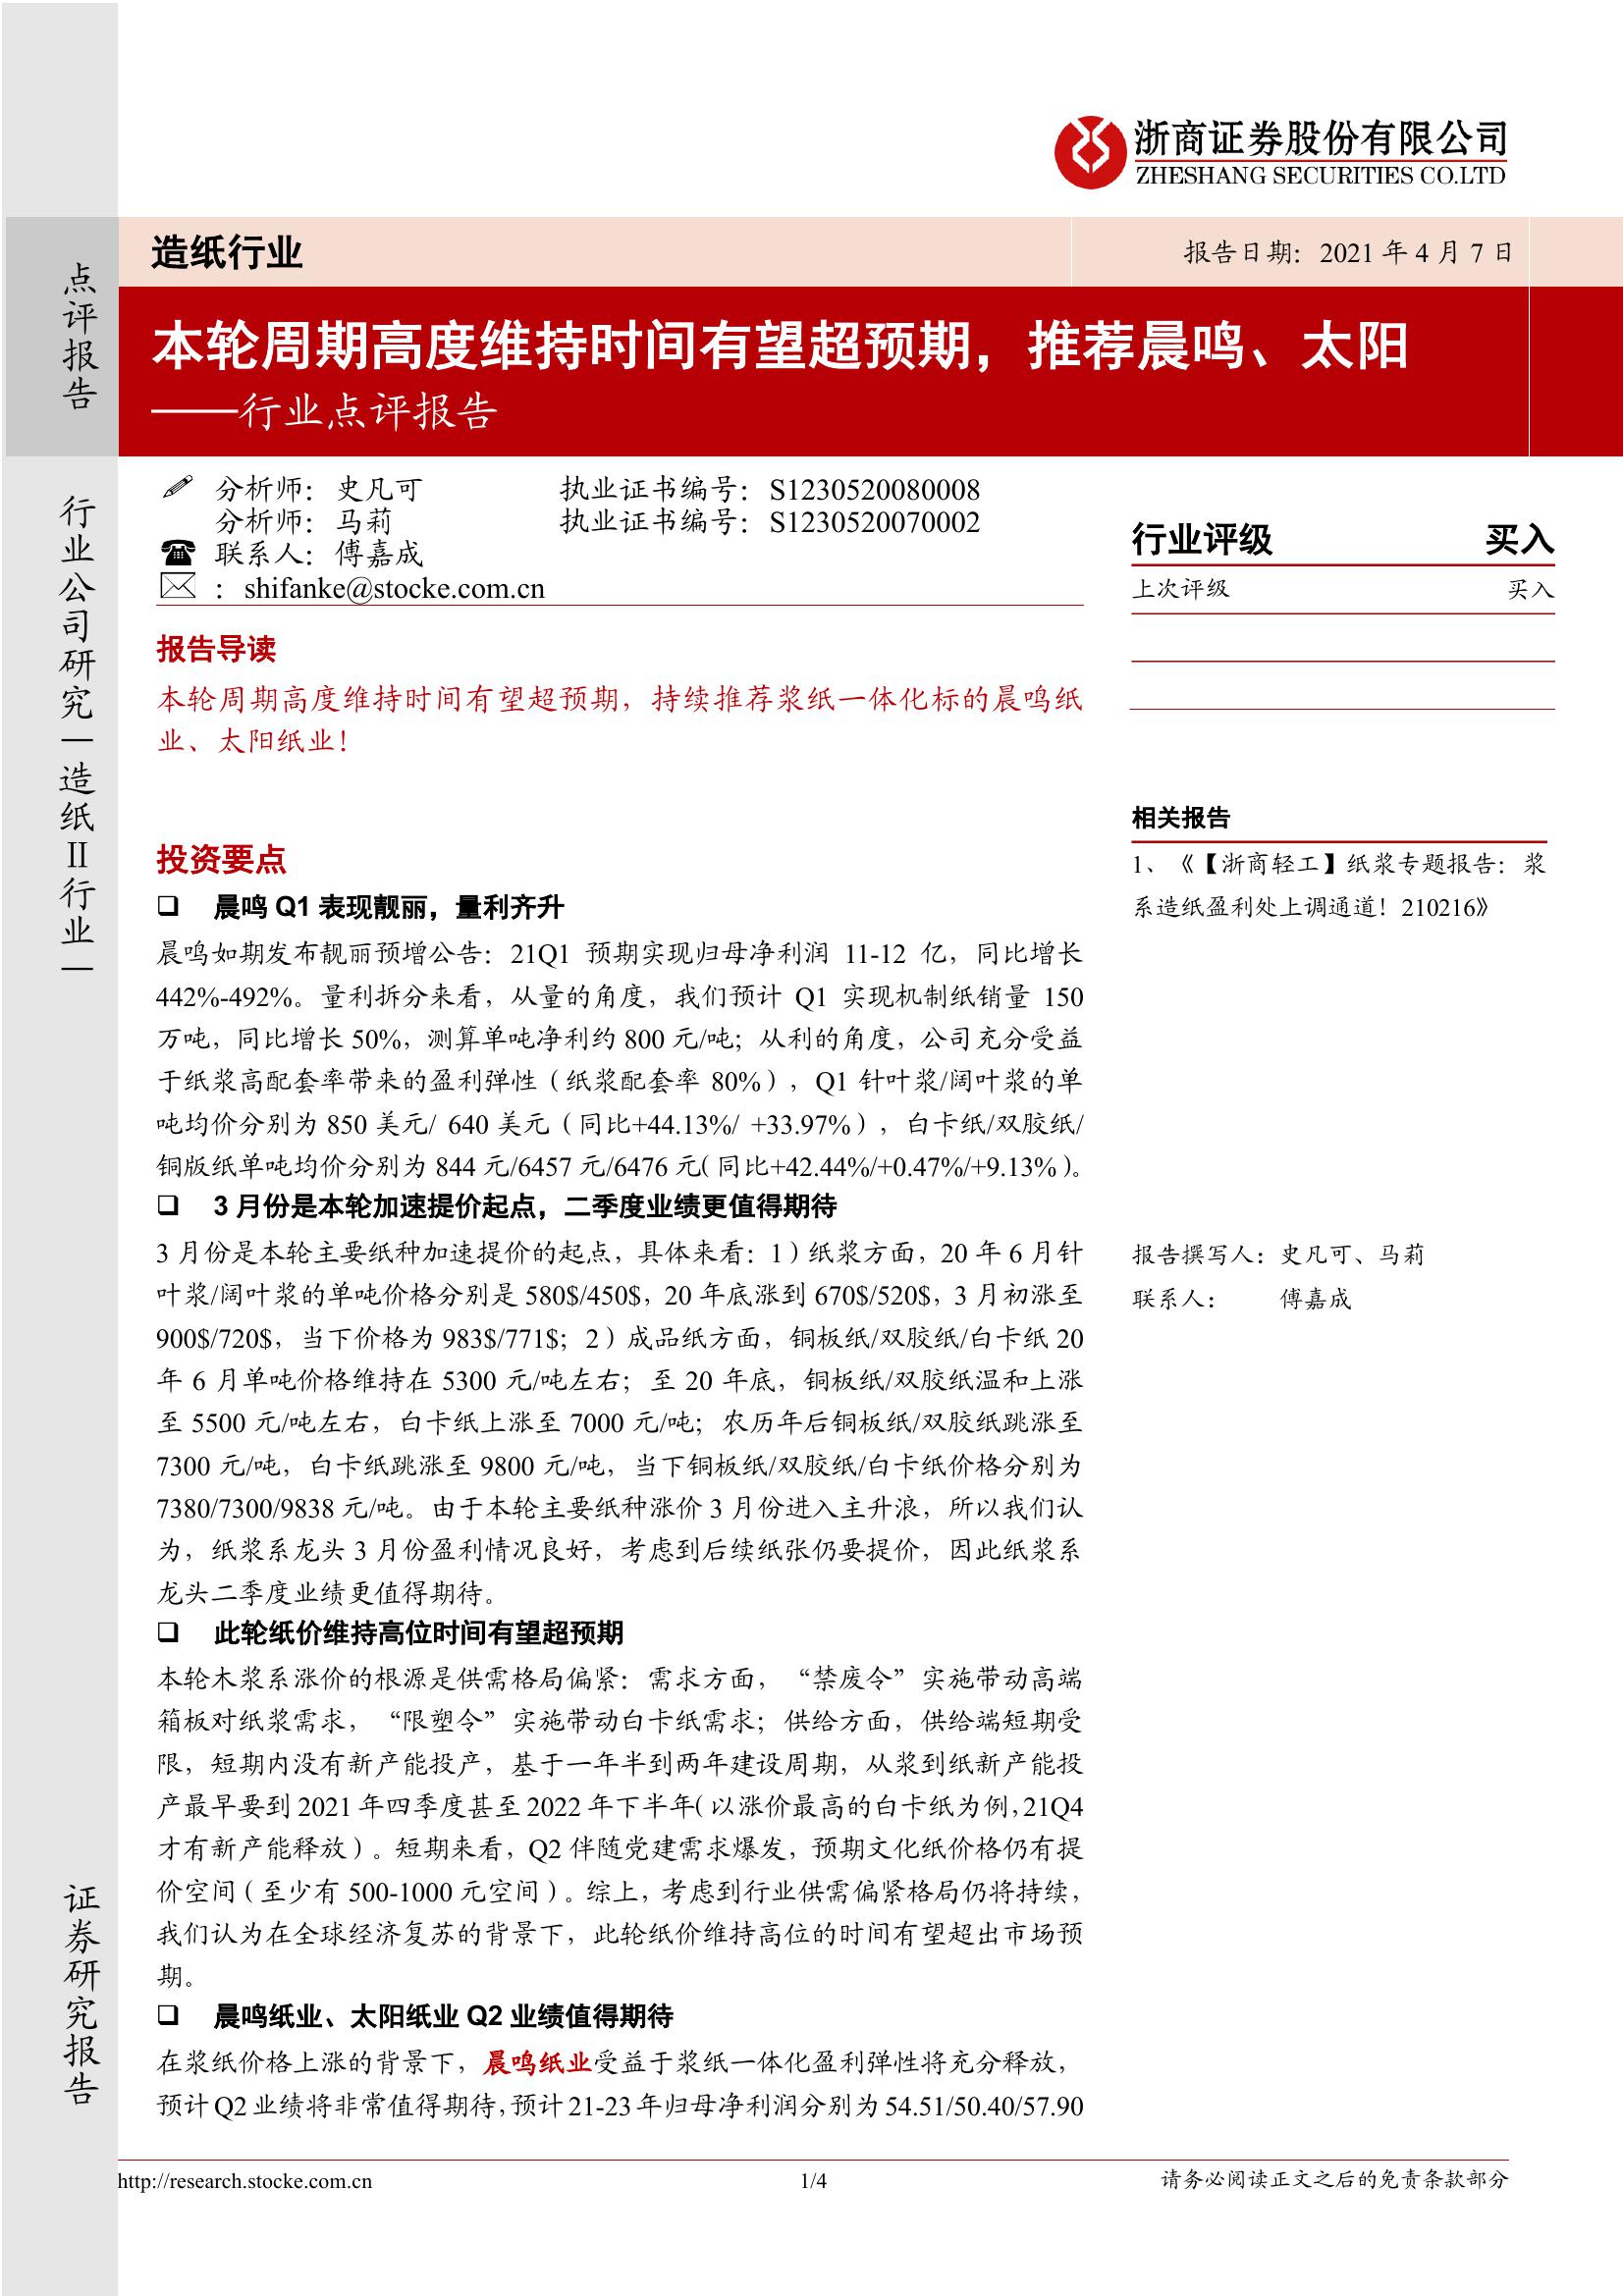 浙商证券股份有限公司
ZHESHANG SECURITIES CO.LTD
点评报告
行业公司研究|造纸II行业|
证券研究报告
造纸行业
报告日期：2021 年 4 月 7 日
本轮周期高度维持时间有望超预期，推荐晨鸣、太阳
——行业点评报告
分析师：史凡可 执业证书编号：S1230520080008
分析师：马莉 执业证书编号：S1230520070002
联系人：傅嘉成
：shifanke@stocke.com.cn
行业评级 买入
上次评级 买入
报告导读
本轮周期高度维持时间有望超预期，持续推荐浆纸一体化标的晨鸣纸
业、太阳纸业！
投资要点
❑ 晨鸣 Q1 表现靓丽，量利齐升
晨鸣如期发布靓丽预增公告：21Q1 预期实现归母净利润 11-12 亿，同比增长
442%-492%。量利拆分来看，从量的角度，我们预计 Q1 实现机制纸销量 150
万吨，同比增长 50%，测算单吨净利约 800 元/吨；从利的角度，公司充分受益
于纸浆高配套率带来的盈利弹性（纸浆配套率 80%），Q1 针叶浆/阔叶浆的单
吨均价分别为 850 美元/ 640 美元（同比+44.13%/ +33.97%），白卡纸/双胶纸/
铜版纸单吨均价分别为 844 元/6457 元/6476 元（同比+42.44%/+0.47%/+9.13%）。
❑ 3 月份是本轮加速提价起点，二季度业绩更值得期待
3 月份是本轮主要纸种加速提价的起点，具体来看：1）纸浆方面，20 年 6 月针
叶浆/阔叶浆的单吨价格分别是 580$/450$，20 年底涨到 670$/520$，3 月初涨至
900$/720$，当下价格为 983$/771$；2）成品纸方面，铜板纸/双胶纸/白卡纸 20
年 6 月单吨价格维持在 5300 元/吨左右；至 20 年底，铜板纸/双胶纸温和上涨
至 5500 元/吨左右，白卡纸上涨至 7000 元/吨；农历年后铜板纸/双胶纸跳涨至
7300 元/吨，白卡纸跳涨至 9800 元/吨，当下铜板纸/双胶纸/白卡纸价格分别为
7380/7300/9838 元/吨。由于本轮主要纸种涨价 3 月份进入主升浪，所以我们认
为，纸浆系龙头 3 月份盈利情况良好，考虑到后续纸张仍要提价，因此纸浆系
龙头二季度业绩更值得期待。
❑ 此轮纸价维持高位时间有望超预期
本轮木浆系涨价的根源是供需格局偏紧：需求方面，“禁废令”实施带动高端
箱板对纸浆需求，“限塑令”实施带动白卡纸需求；供给方面，供给端短期受
限，短期内没有新产能投产，基于一年半到两年建设周期，从浆到纸新产能投
产最早要到 2021 年四季度甚至 2022 年下半年（以涨价最高的白卡纸为例，21Q4
才有新产能释放）。短期来看，Q2 伴随党建需求爆发，预期文化纸价格仍有提
价空间（至少有 500-1000 元空间）。综上，考虑到行业供需偏紧格局仍将持续，
我们认为在全球经济复苏的背景下，此轮纸价维持高位的时间有望超出市场预
期。
❑ 晨鸣纸业、太阳纸业 Q2 业绩值得期待
在浆纸价格上涨的背景下，晨鸣纸业受益于浆纸一体化盈利弹性将充分释放，
预计 Q2 业绩将非常值得期待，预计 21-23 年归母净利润分别为 54.51/50.40/57.90
相关报告
1、《【浙商轻工】纸浆专题报告：浆
系造纸盈利处上调通道！210216》
报告撰写人：史凡可、马莉
联系人： 傅嘉成
http://research.stocke.com.cn
1/4
请务必阅读正文之后的免责条款部分